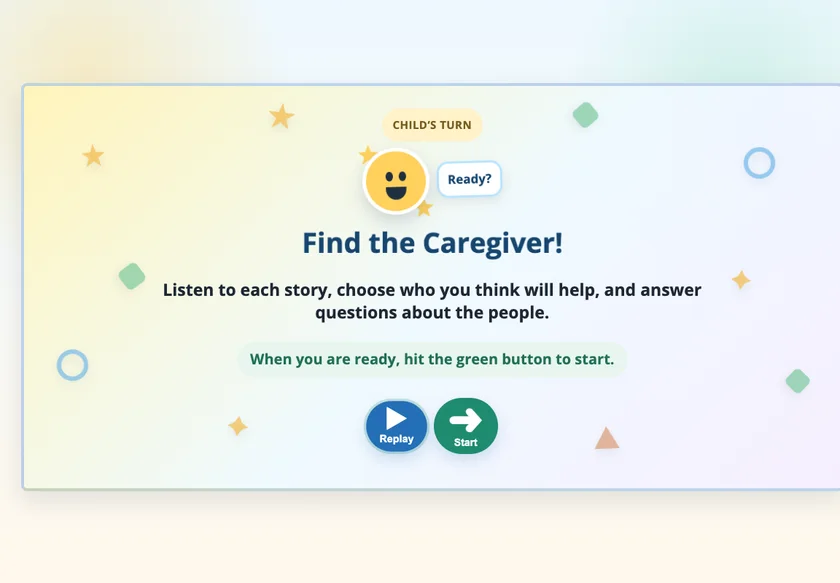 CHILD'S TURN
Ready?
Find the Caregiver!
Listen to each story, choose who you think will help, and answer
questions about the people.
When you are ready, hit the green button to start.
Replay
Start